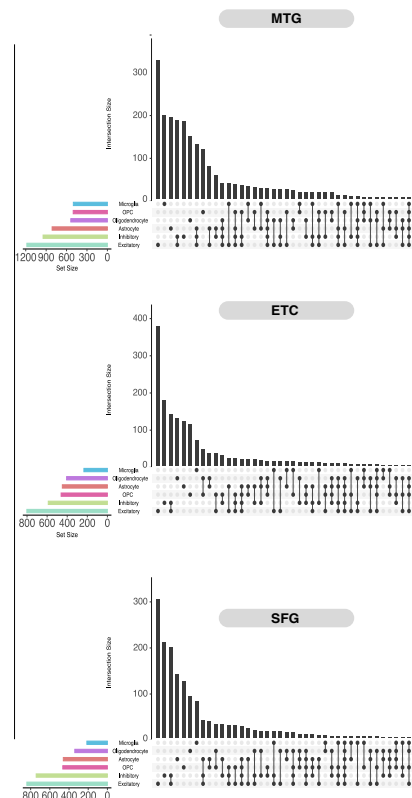 MTG
Intersection Size
300
200
100
0
Microglia
OPC
Oligodendrocyte
Astrocyte
Inhibitory
Excitatory
1200 900 600 300 0
Set Size
ETC
Intersection Size
400
300
200
100
0
Microglia
Oligodendrocyte
Astrocyte
OPC
Inhibitory
Excitatory
800 600 400 200 0
Set Size
SFG
Intersection Size
300
200
100
0
Microglia
Oligodendrocyte
Astrocyte
OPC
Inhibitory
Excitatory
800 600 400 200 0